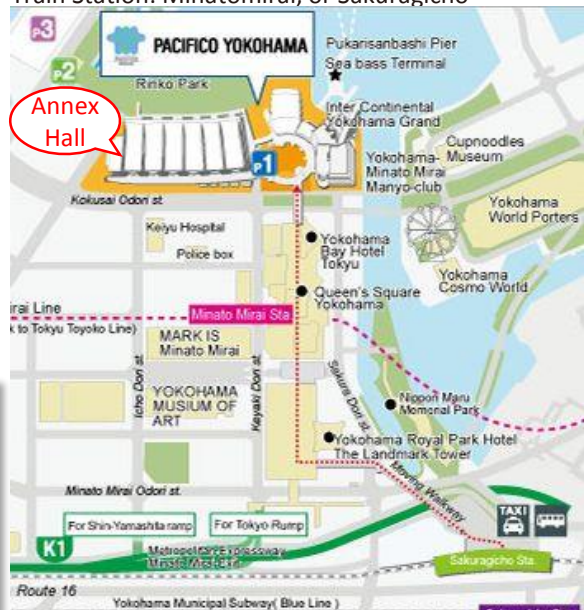 Train Station: Minatomirai, or Sakuragicho
P3
P2
PACIFICO YOKOHAMA
Pukarisanbashi Pier
Sea bass Terminal
Rinko Park
Annex
Hall
Inter Continental
Yokohama Grand
Cupnoodles
Museum
P1
Yokohama-
Minato Mirai
Manyo-club
Yokohama
World Porters
Kokusai Odori st.
Keiyu Hospital
Police box
Yokohama
Bay Hotel
Tokyu
Yokohama
Cosmo World
Queen's Square
Yokohama
irai Line
Minato Mirai Sta.
k to Tokyu Toyoko Line)
MARK IS
Minato Mirai
Icho Dori st.
Keyaki Dori st.
Sakura Dori st.
YOKOHAMA
MUSIUM OF
ART
Nippon Maru
Memorial Park
Yokohama Royal Park Hotel
The Landmark Tower
Minato Mirai Odori st.
Moving Walkway
TAXI
For Shin-Yamashita ramp
For Tokyo Rump
K1
Metropolitan Expressway
Sakuragicho Sta.
Route 16
Yokohama Municipal Subway( Blue Line )